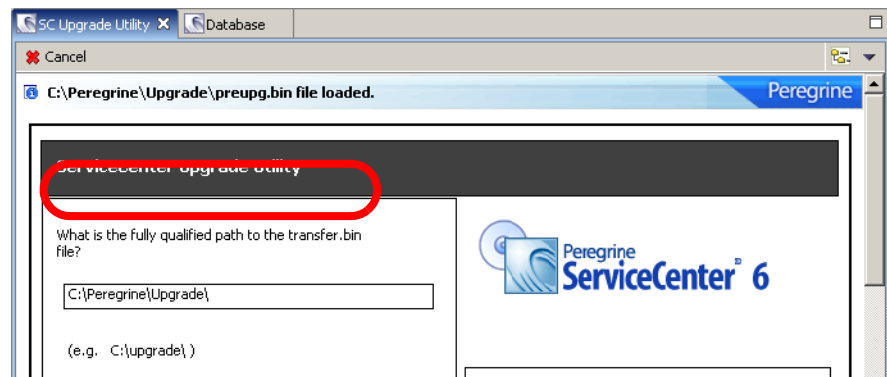 SC Upgrade Utility Database
Cancel
C:\Peregrine\Upgrade\preupg.bin file loaded. Peregrine
ServiceCenter Upgrade Utility
What is the fully qualified path to the transfer.bin
file?
C:\Peregrine\Upgrade\
(e.g. C:\upgrade\ )
Peregrine
ServiceCenter 6